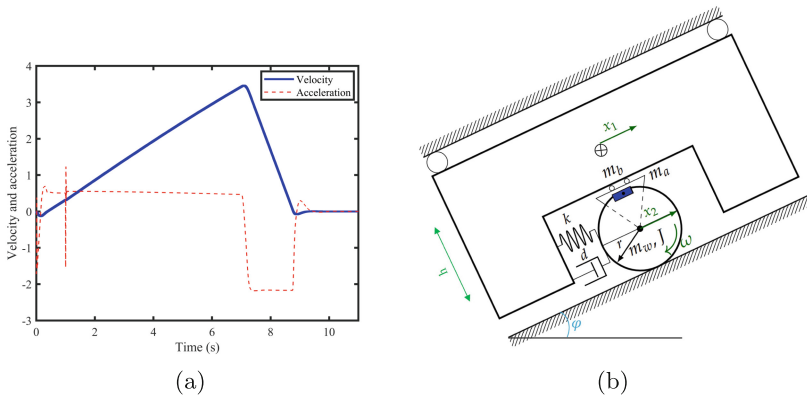 4
3
2
1
0
-1
-2
-3
0 2 4 6 8 10
Velocity and acceleration
Time (s)
Velocity
Acceleration
(a)
x1
mb
ma
x2
k
d
r
mw, J
ω
h
φ
(b)